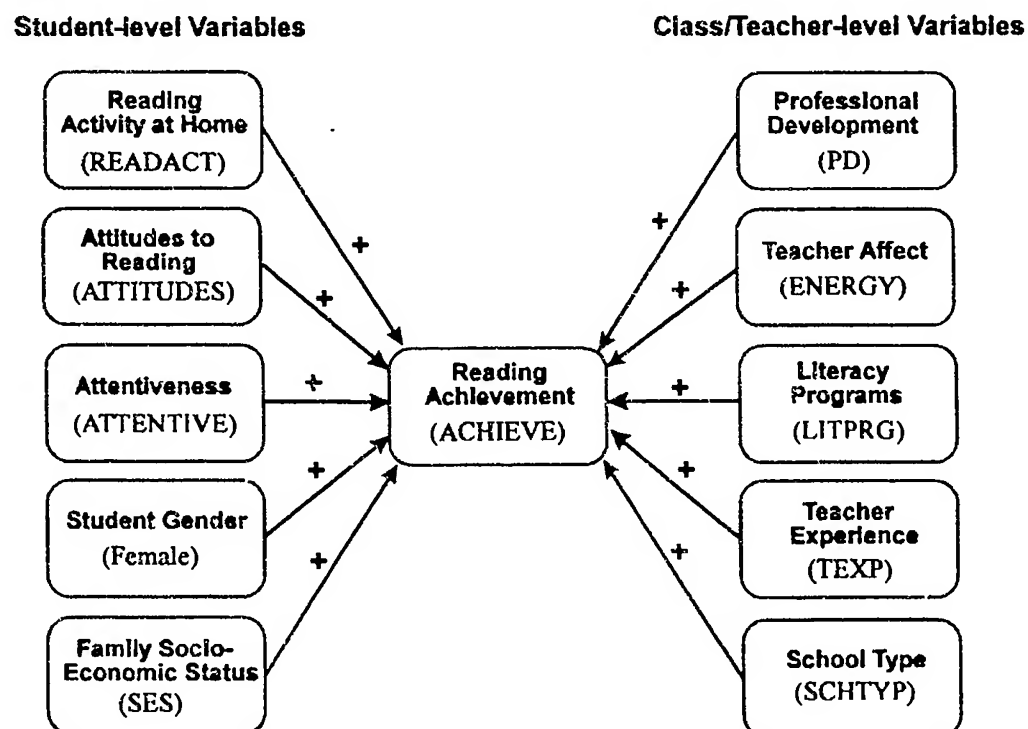 Student-level Variables
Class/Teacher-level Variables
Reading
Activity at Home
(READACT)
Attitudes to
Reading
(ATTITUDES)
Attentiveness
(ATTENTIVE)
Student Gender
(Female)
Family Socio-
Economic Status
(SES)
+
+
+
+
+
Reading
Achievement
(ACHIEVE)
+
+
+
+
+
Professional
Development
(PD)
Teacher Affect
(ENERGY)
Literacy
Programs
(LITPRG)
Teacher
Experience
(TEXP)
School Type
(SCHTYP)